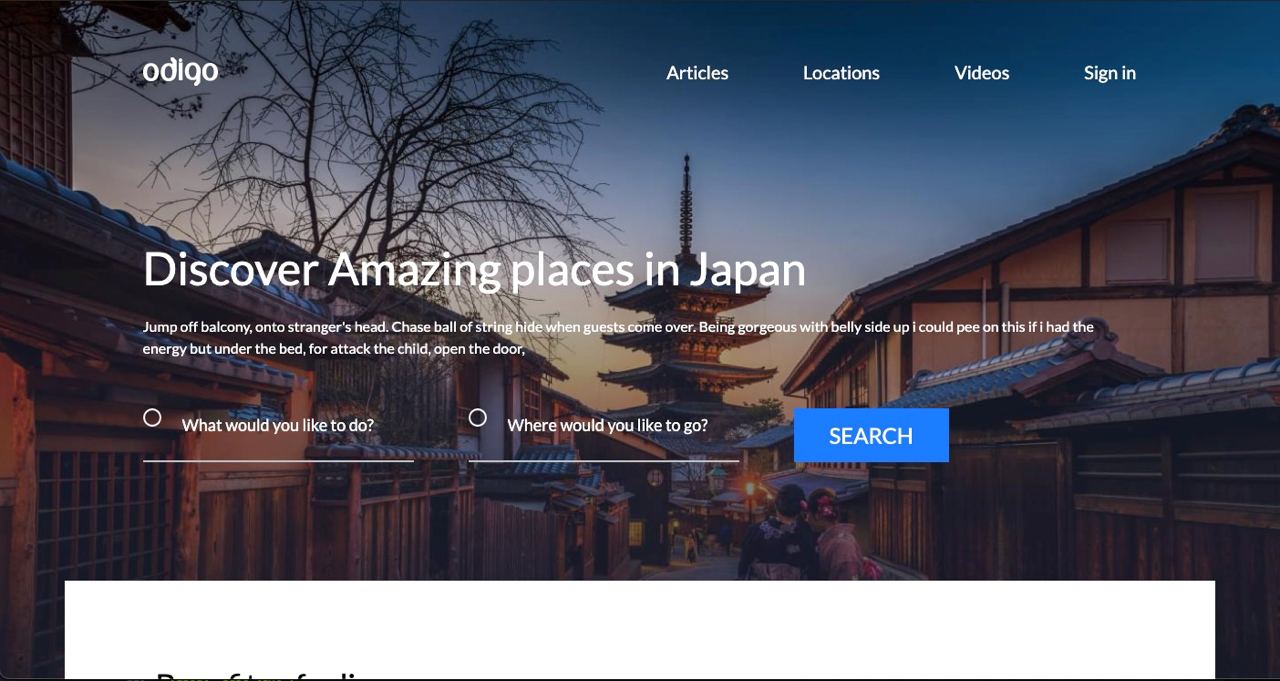 odigo
Articles
Locations
Videos
Sign in
Discover Amazing places in Japan
Jump off balcony, onto stranger's head. Chase ball of string hide when guests come over. Being gorgeous with belly side up i could pee on this if i had the
energy but under the bed, for attack the child, open the door,
What would you like to do?
Where would you like to go?
SEARCH